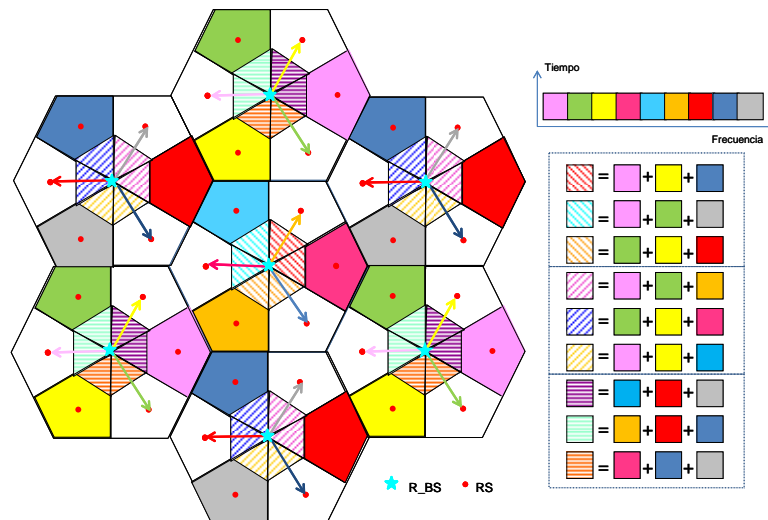 Tiempo
Frecuencia
= + +
= + +
= + +
= + +
= + +
= + +
= + +
= + +
= + +
R_BS RS